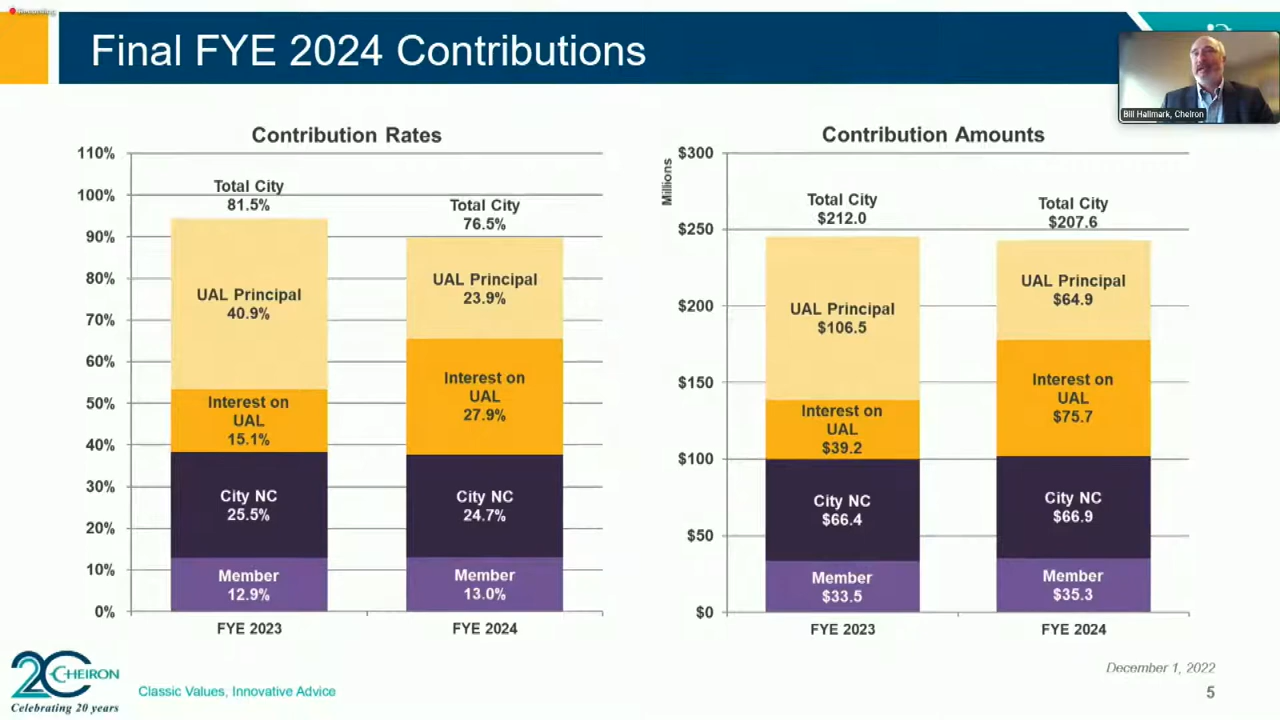 Recording
Final FYE 2024 Contributions
Bill Hallmark, Cheiron
Contribution Rates
110%
100%
90%
80%
70%
60%
50%
40%
30%
20%
10%
0%
Total City
81.5%
UAL Principal
40.9%
Interest on
UAL
15.1%
City NC
25.5%
Member
12.9%
FYE 2023
Total City
76.5%
UAL Principal
23.9%
Interest on
UAL
27.9%
City NC
24.7%
Member
13.0%
FYE 2024
Contribution Amounts
Millions
$300
$250
$200
$150
$100
$50
$0
Total City
$212.0
UAL Principal
$106.5
Interest on
UAL
$39.2
City NC
$66.4
Member
$33.5
FYE 2023
Total City
$207.6
UAL Principal
$64.9
Interest on
UAL
$75.7
City NC
$66.9
Member
$35.3
FYE 2024
20 CHEIRON
Celebrating 20 years
Classic Values, Innovative Advice
December 1, 2022
5